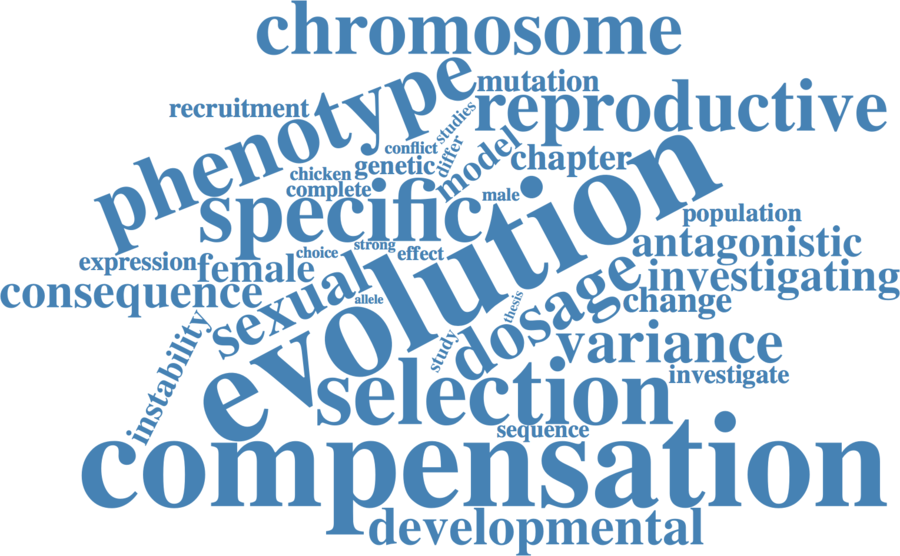 chromosome
phenotype
mutation
recruitment
reproductive
studies
conflict
differ
model
chapter
genetic
chicken
complete
specific
male
evolution
population
antagonistic
strong
choice
effect
expression
female
sexual
dosage
investigating
consequence
allele
thesis
change
instability
study
variance
selection
investigate
sequence
compensation
developmental